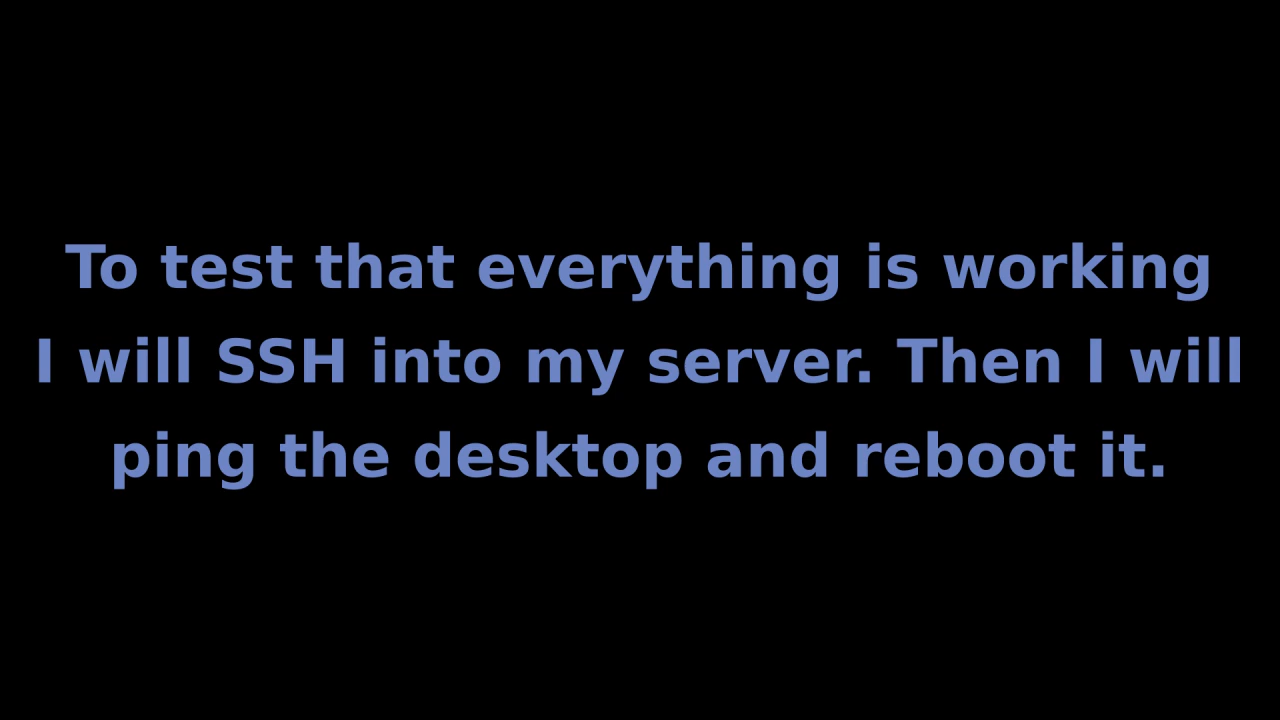 To test that everything is working
I will SSH into my server. Then I will
ping the desktop and reboot it.